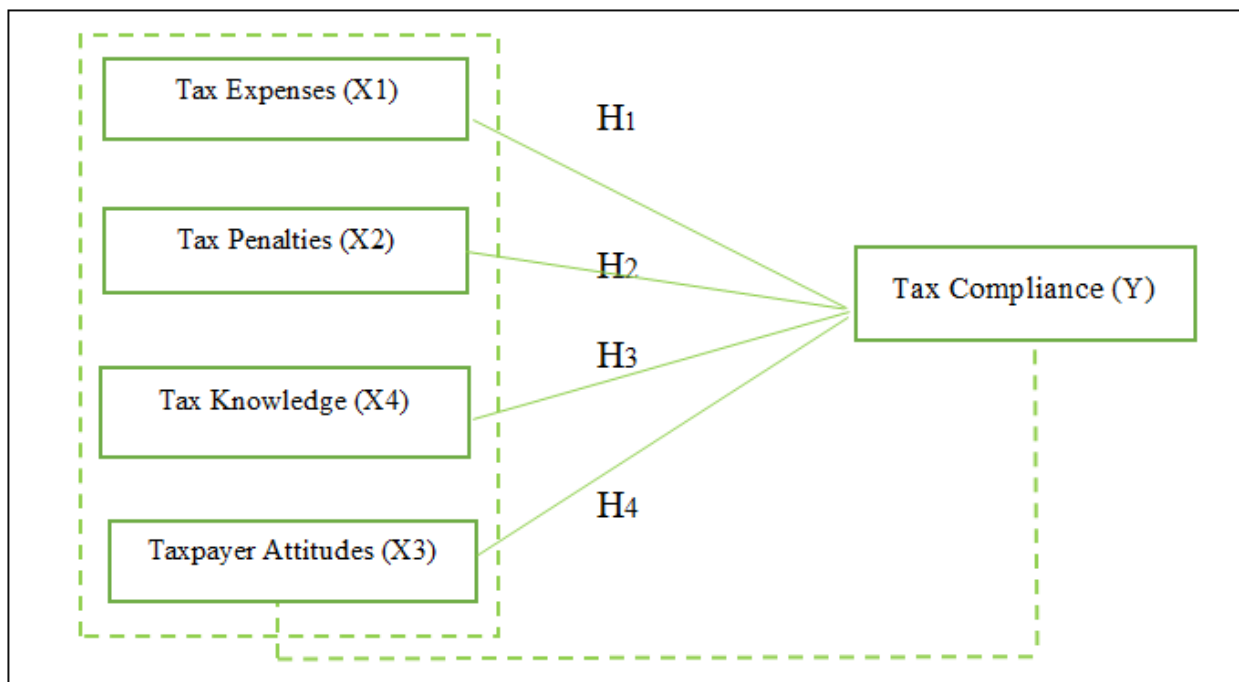 Tax Expenses (X1)
H1
Tax Penalties (X2)
H2
Tax Compliance (Y)
H3
Tax Knowledge (X4)
H4
Taxpayer Attitudes (X3)